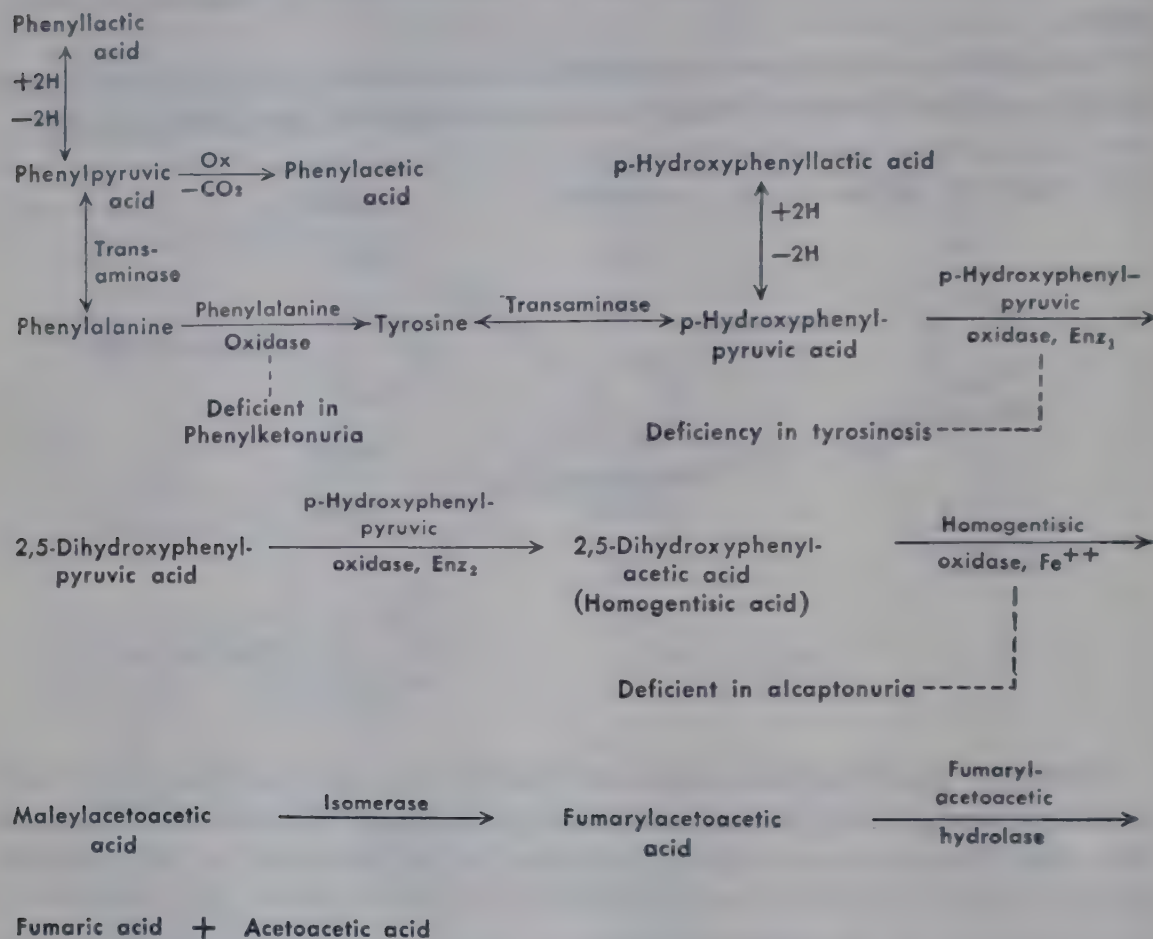 Phenyllactic
acid
+2H
−2H
Phenylpyruvic
acid
Ox
−CO₂
Phenylacetic
acid
p-Hydroxyphenyllactic acid
+2H
−2H
Trans-
aminase
Phenylalanine
Phenylalanine
Oxidase
Tyrosine
Transaminase
p-Hydroxyphenyl-
pyruvic acid
p-Hydroxyphenyl-
pyruvic
oxidase, Enz₁
Deficient in
Phenylketonuria
Deficiency in tyrosinosis
2,5-Dihydroxyphenyl-
pyruvic acid
p-Hydroxyphenyl-
pyruvic
oxidase, Enz₂
2,5-Dihydroxyphenyl-
acetic acid
(Homogentisic acid)
Homogentisic
oxidase, Fe⁺⁺
Deficient in alcaptonuria
Maleylacetoacetic
acid
Isomerase
Fumarylacetoacetic
acid
Fumaryl-
acetoacetic
hydrolase
Fumaric acid + Acetoacetic acid